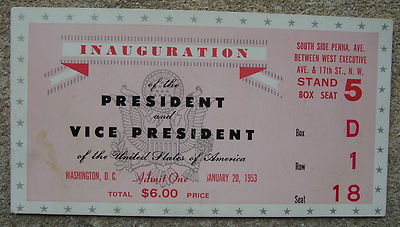 INAUGURATION
of the
PRESIDENT
and
VICE PRESIDENT
of the United States of America
WASHINGTON, D. C. Admit One JANUARY 20, 1953
TOTAL $6.00 PRICE
SOUTH SIDE PENNA. AVE.
BETWEEN WEST EXECUTIVE
AVE. & 17th ST., N. W.
STAND 5
BOX SEAT
Box D
Row 1
Seat 18